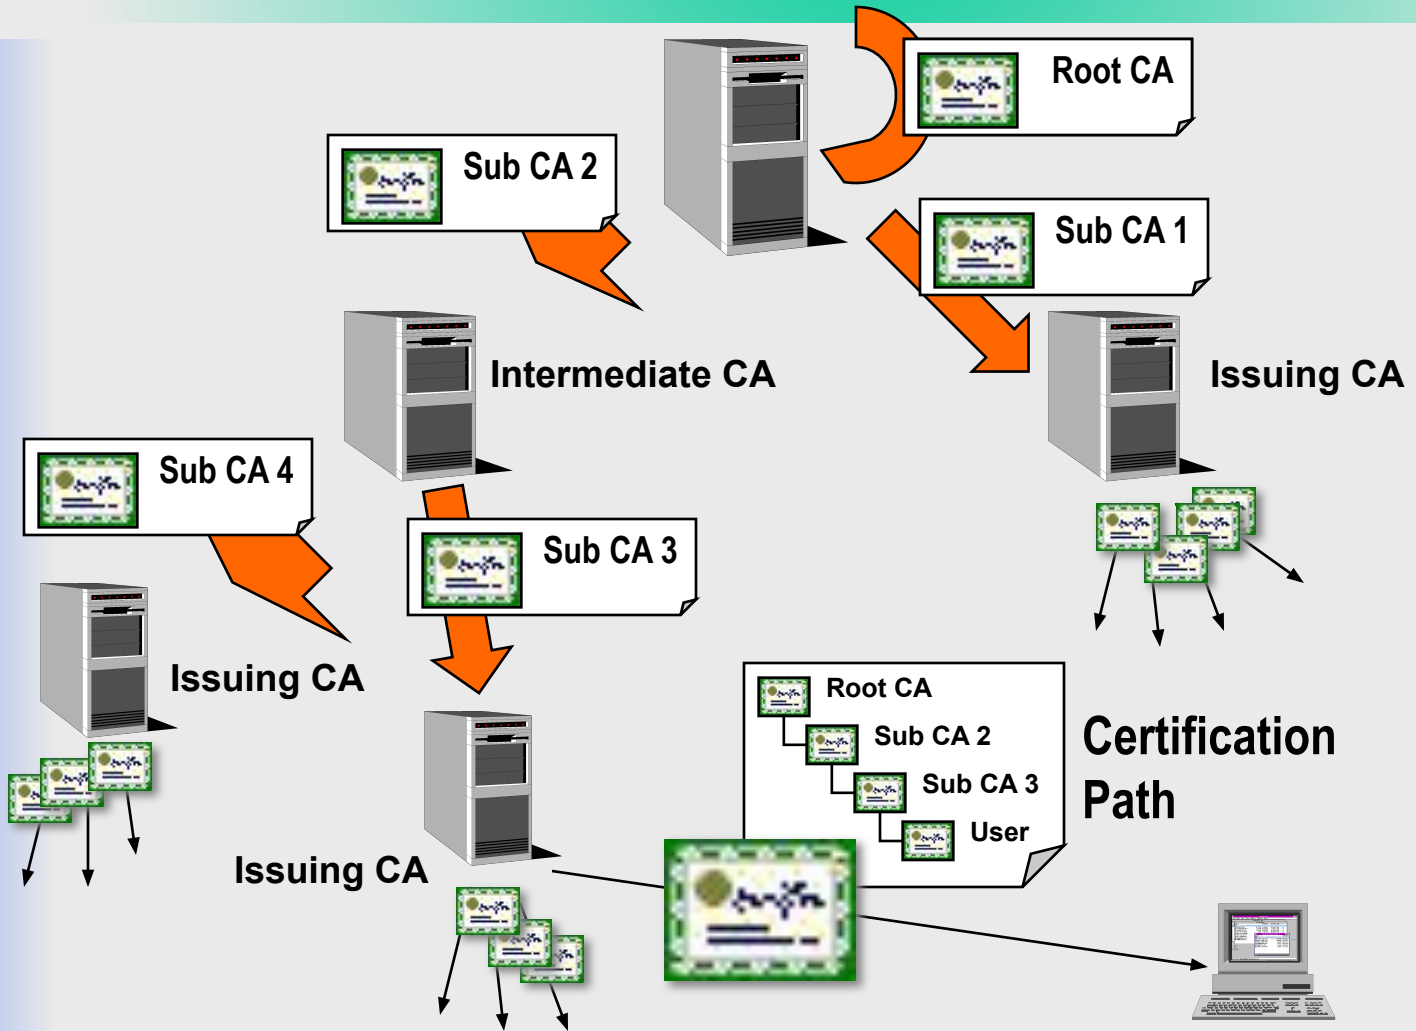 Root CA
Sub CA 2
Sub CA 1
Intermediate CA
Issuing CA
Sub CA 4
Sub CA 3
Issuing CA
Root CA
Sub CA 2
Sub CA 3
User
Certification
Path
Issuing CA